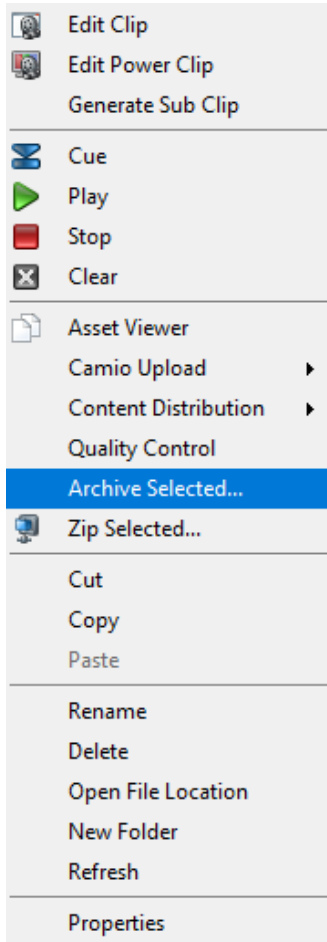 Edit Clip
Edit Power Clip
Generate Sub Clip
Cue
Play
Stop
Clear
Asset Viewer
Camio Upload
Content Distribution
Quality Control
Archive Selected...
Zip Selected...
Cut
Copy
Paste
Rename
Delete
Open File Location
New Folder
Refresh
Properties